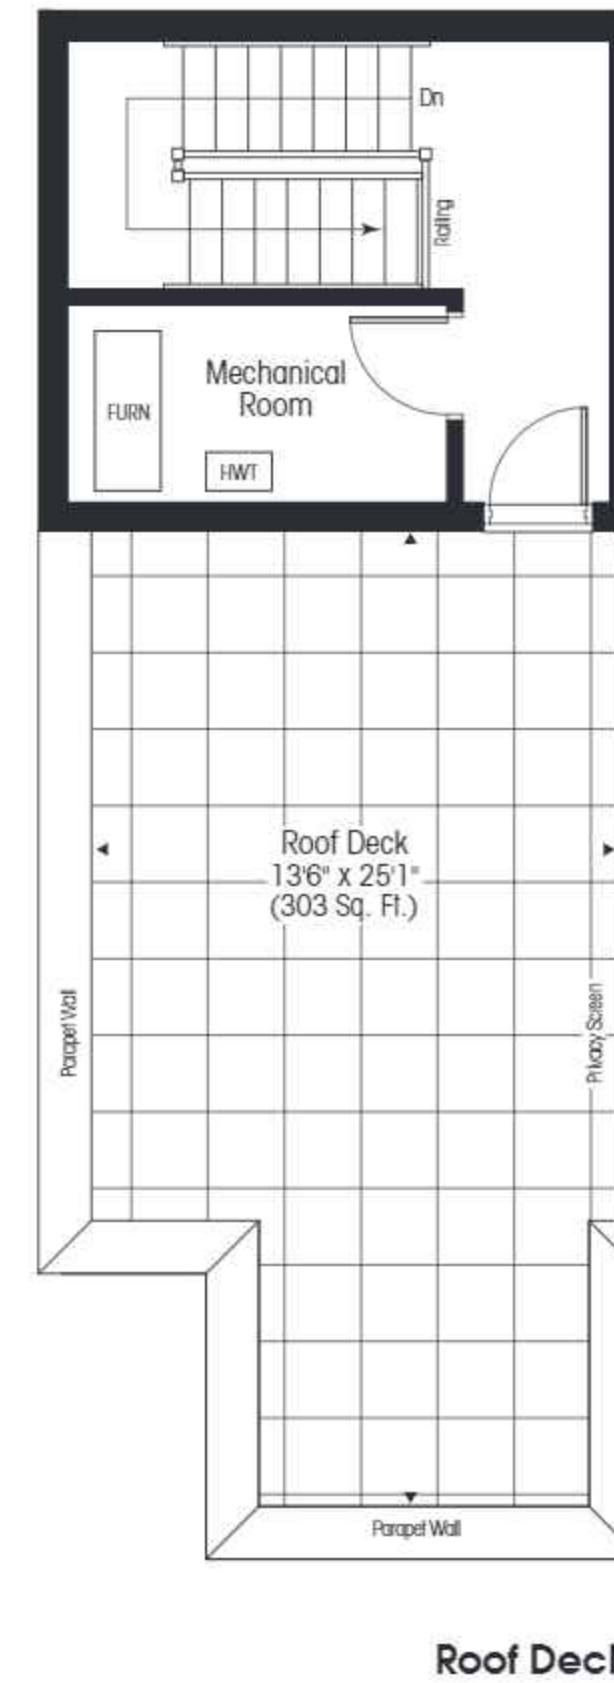 Dn
Railing
Mechanical
Room
FURN
HWT
Roof Deck
13'6" x 25'1"
(303 Sq. Ft.)
Parapet Wall
Privacy Screen
Parapet Wall
Roof Deck